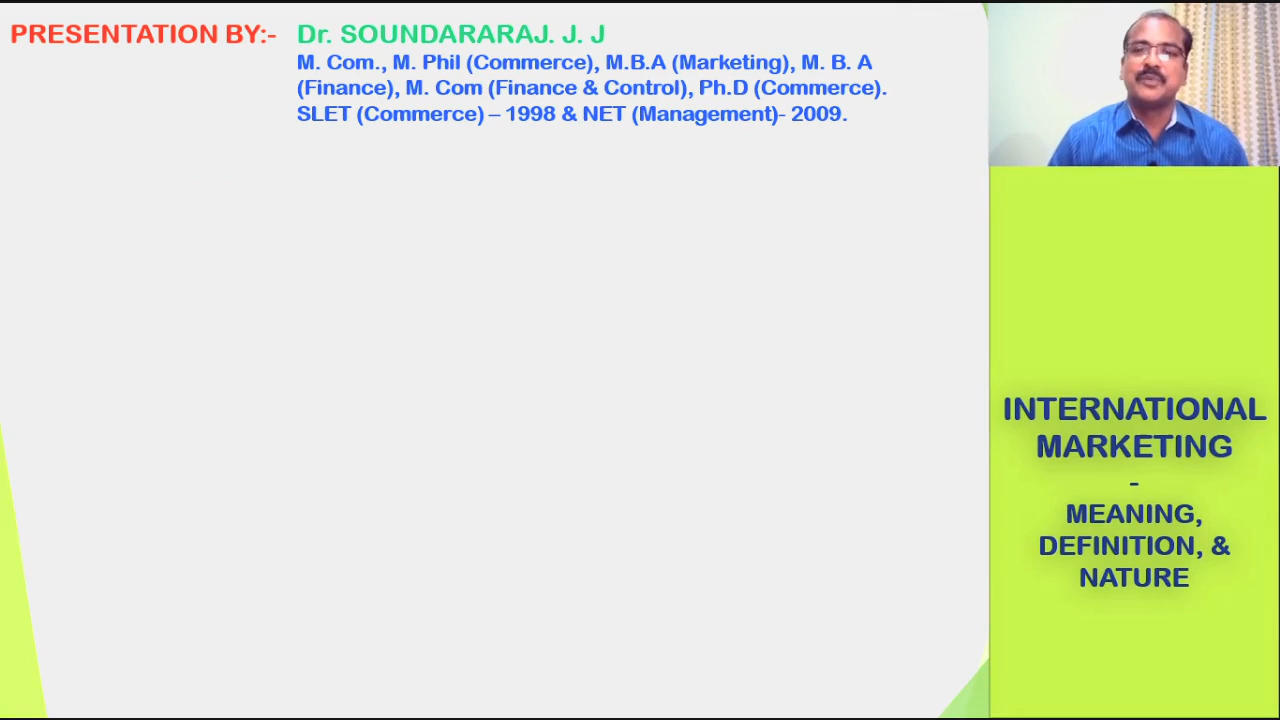 PRESENTATION BY:- Dr. SOUNDARARAJ. J. J
M. Com., M. Phil (Commerce), M.B.A (Marketing), M. B. A
(Finance), M. Com (Finance & Control), Ph.D (Commerce).
SLET (Commerce) – 1998 & NET (Management)- 2009.
INTERNATIONAL
MARKETING
-
MEANING,
DEFINITION, &
NATURE